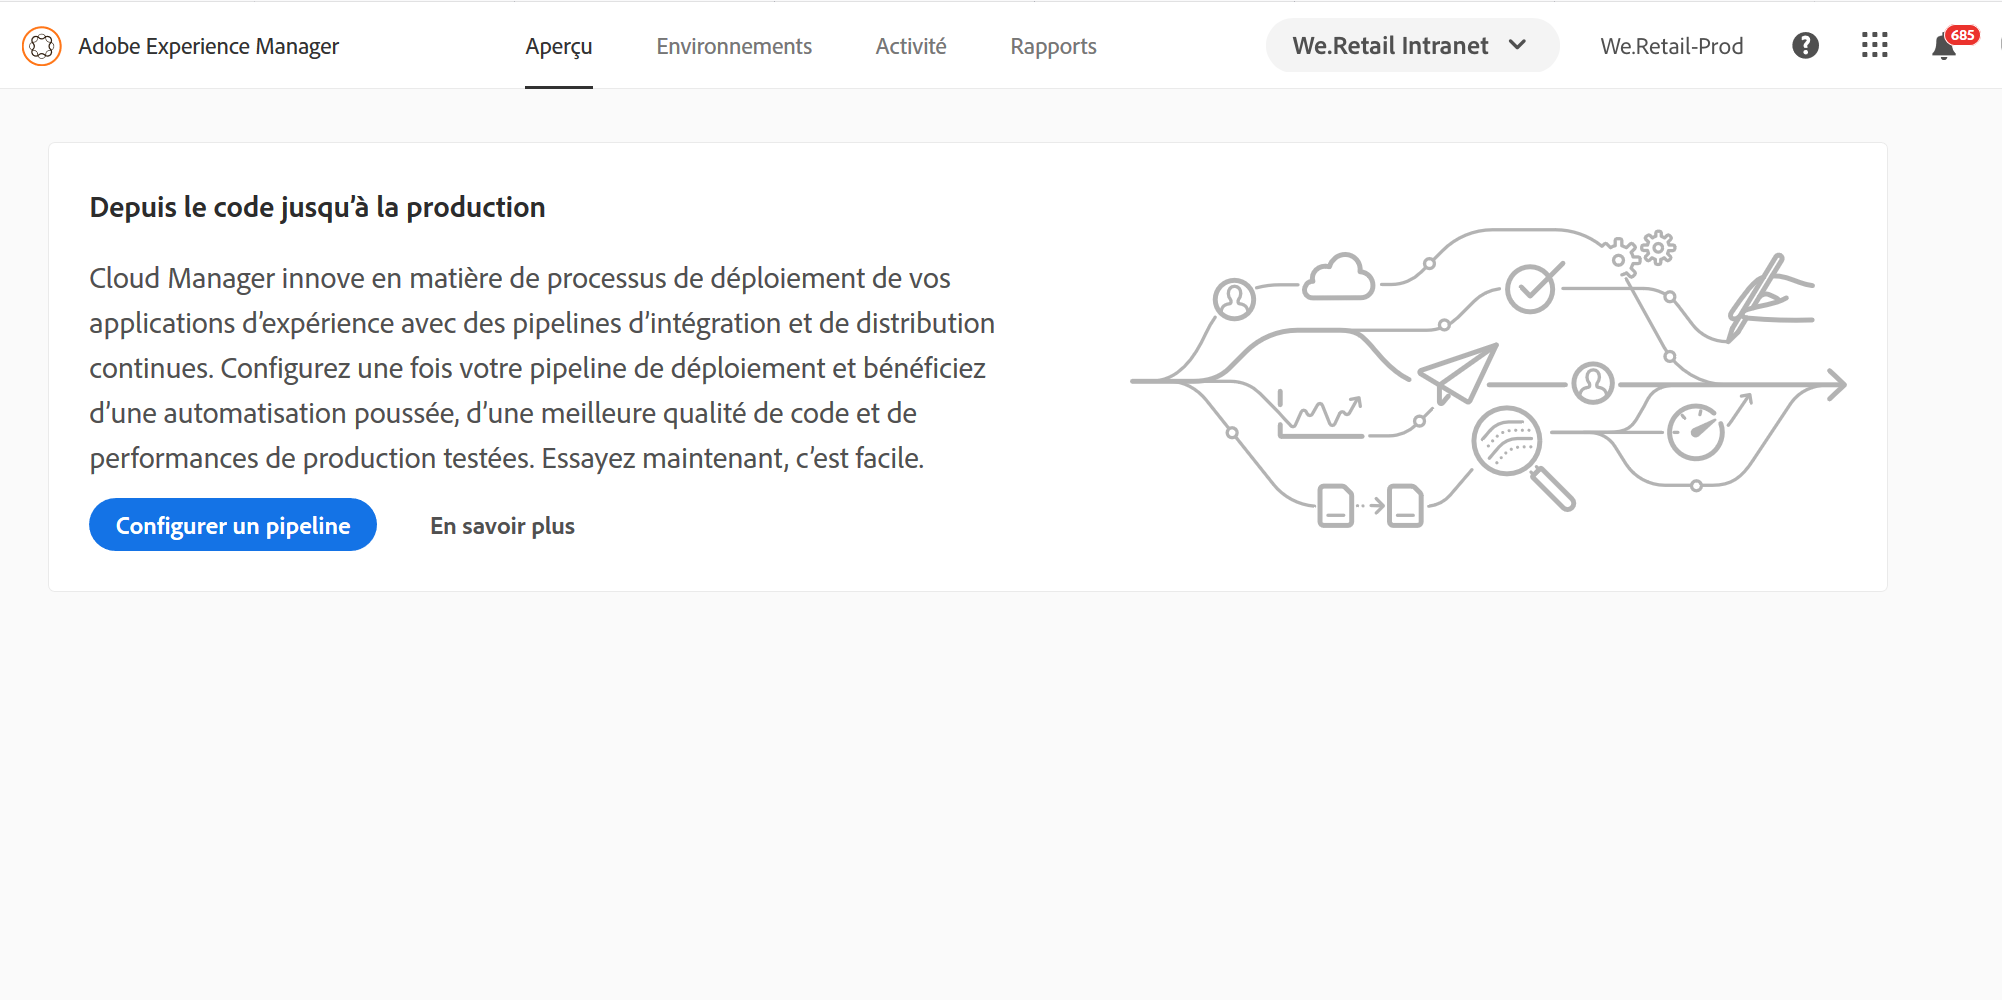 Adobe Experience Manager
Aperçu
Environnements
Activité
Rapports
We.Retail Intranet
We.Retail-Prod
?
685
Depuis le code jusqu’à la production
Cloud Manager innove en matière de processus de déploiement de vos
applications d’expérience avec des pipelines d’intégration et de distribution
continues. Configurez une fois votre pipeline de déploiement et bénéficiez
d’une automatisation poussée, d’une meilleure qualité de code et de
performances de production testées. Essayez maintenant, c’est facile.
Configurer un pipeline
En savoir plus